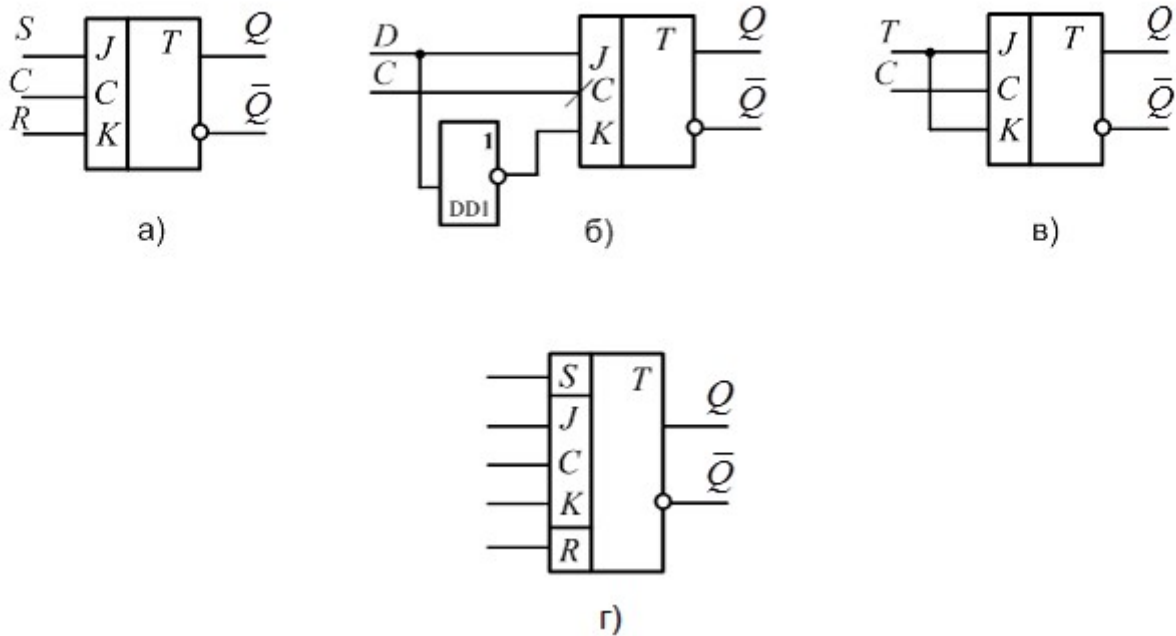 S J T Q
C C
R K Q̄
а)
D J T Q
C C
K Q̄
1
DD1
б)
T J T Q
C C
K Q̄
в)
S T
J Q
C
K Q̄
R
г)